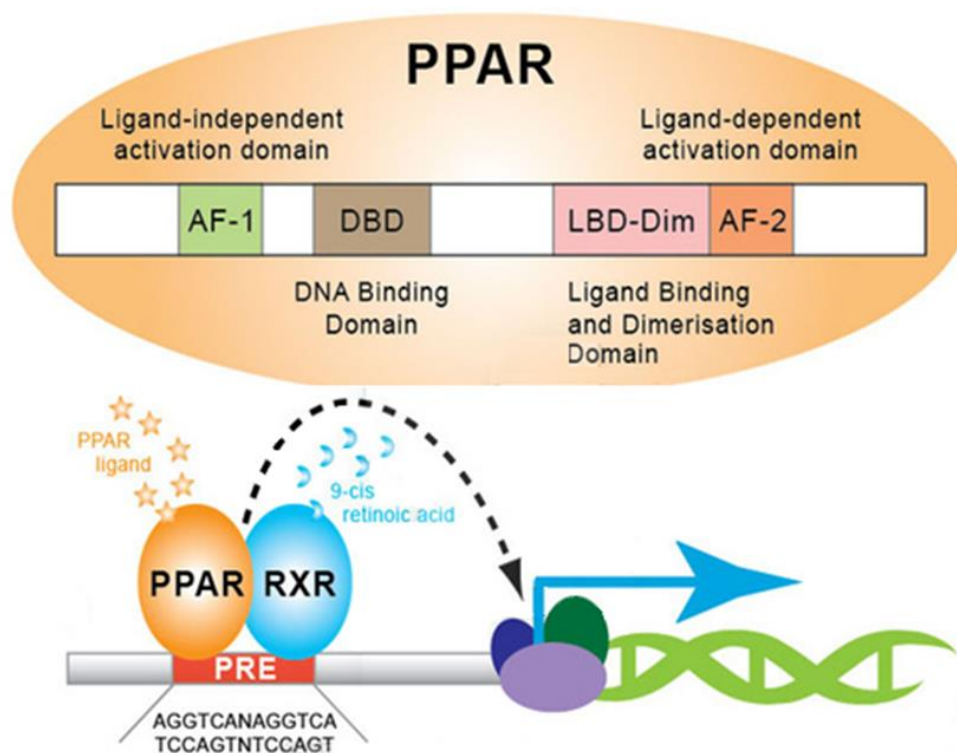 PPAR
Ligand-independent
activation domain
Ligand-dependent
activation domain
AF-1
DBD
LBD-Dim
AF-2
DNA Binding
Domain
Ligand Binding
and Dimerisation
Domain
PPAR
ligand
9-cis
retinoic acid
PPAR
RXR
PRE
AGGTCANAGGTCA
TCCAGTNTCCAGT